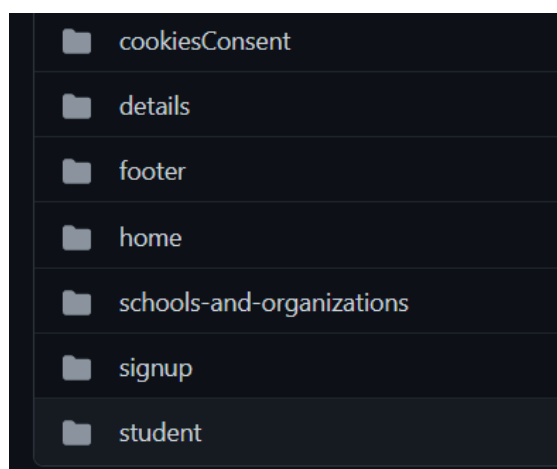 cookiesConsent
details
footer
home
schools-and-organizations
signup
student